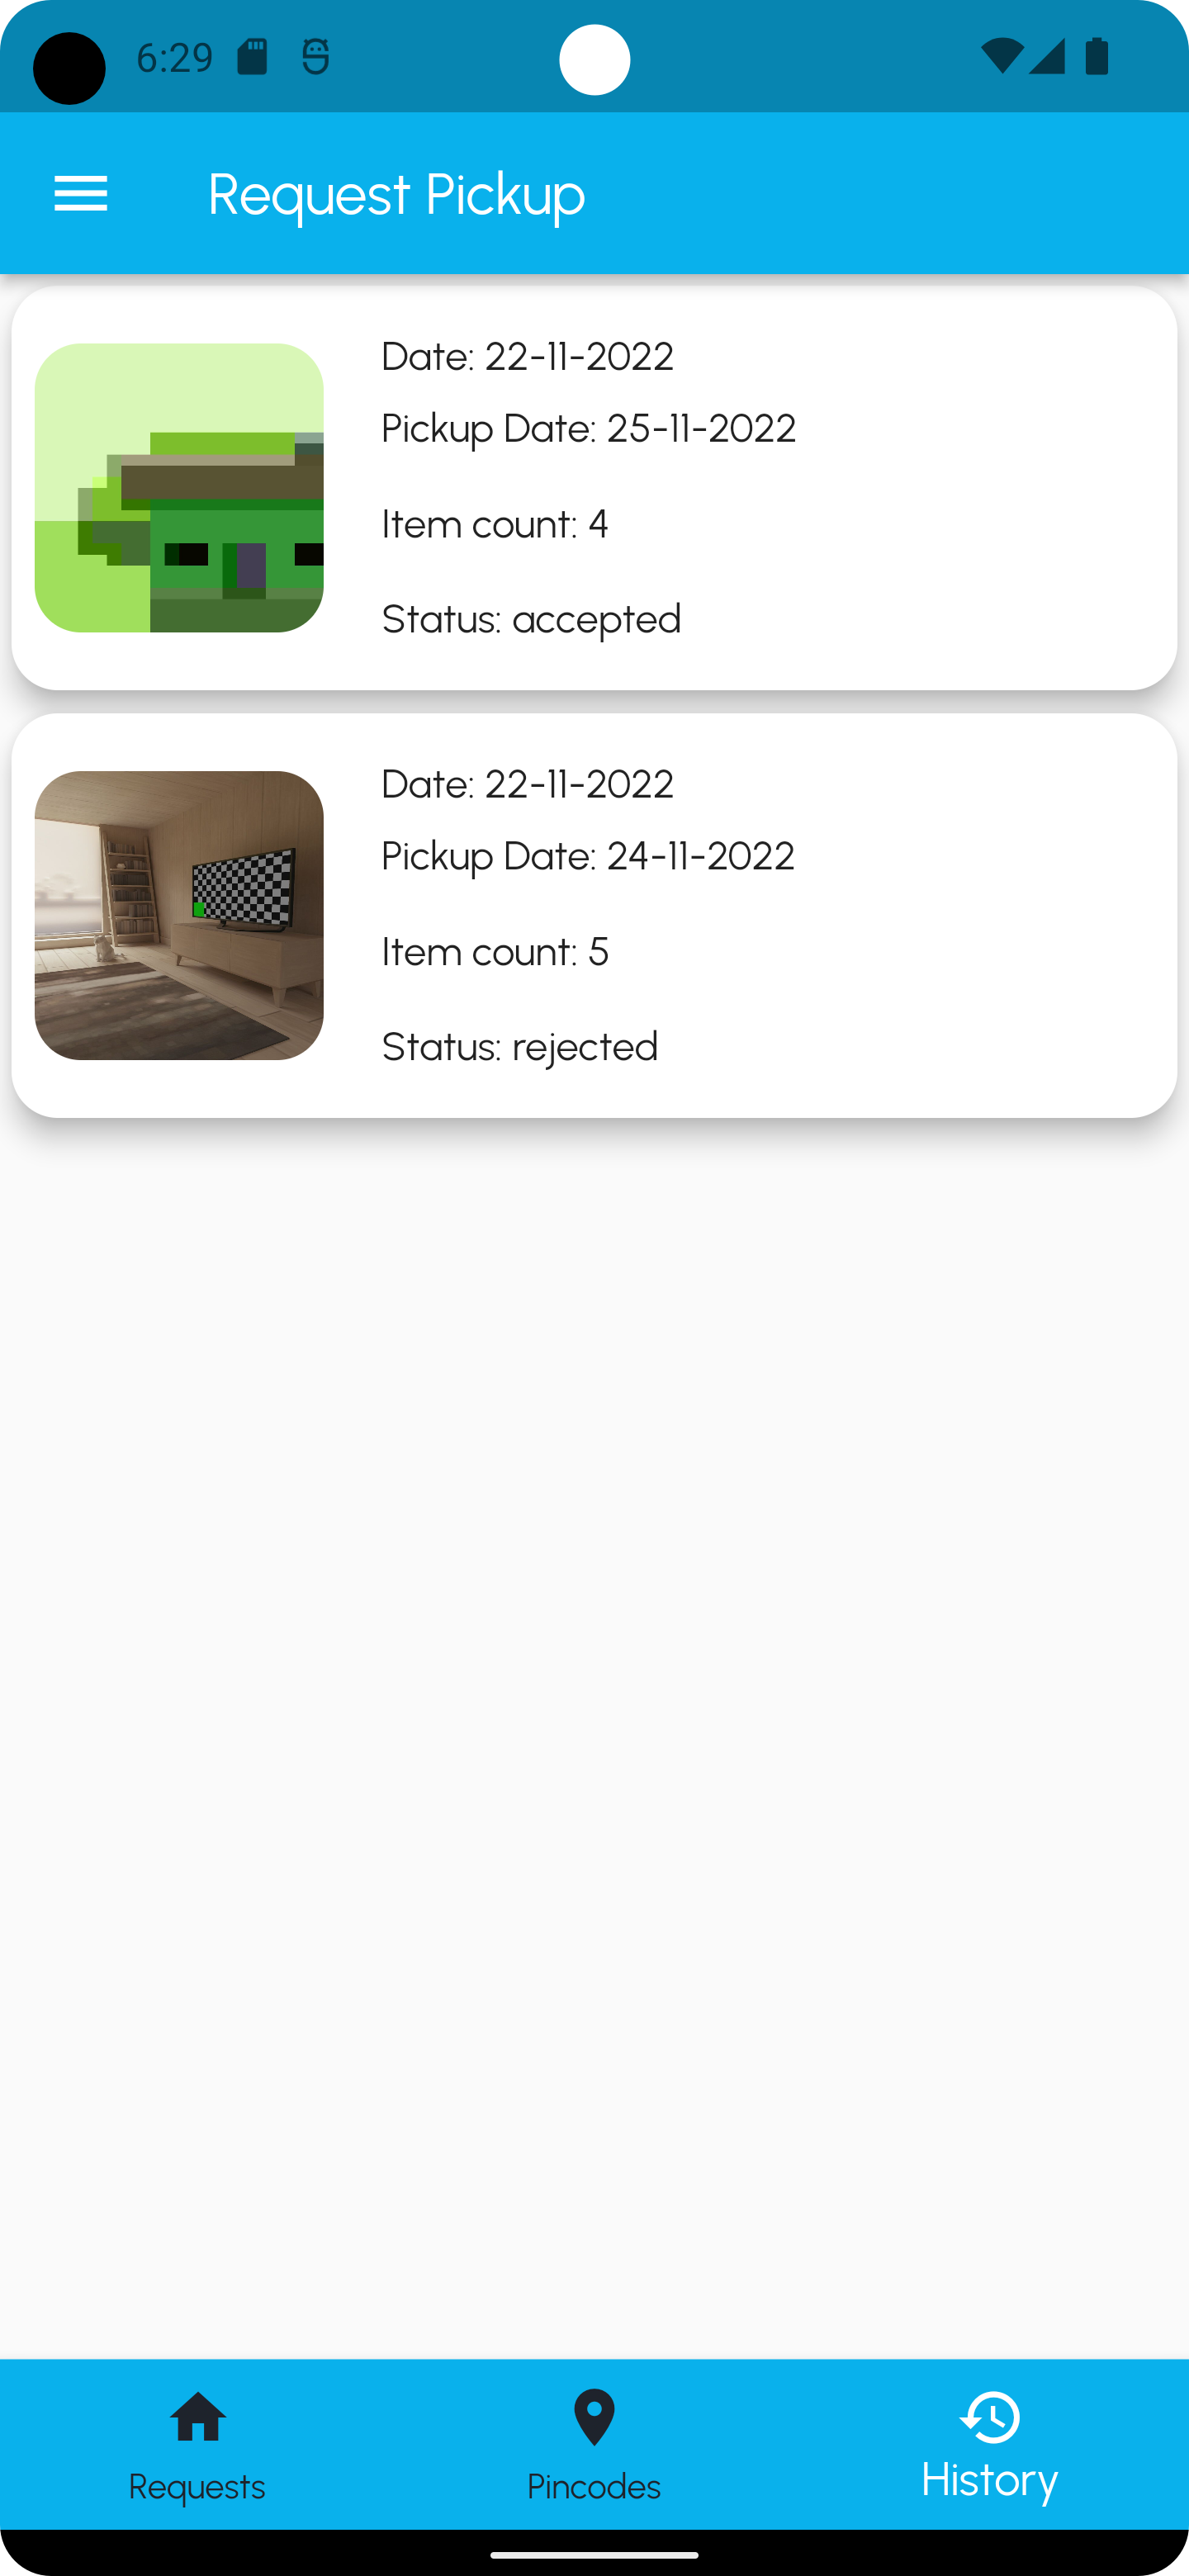 6:29
Request Pickup
Date: 22-11-2022
Pickup Date: 25-11-2022
Item count: 4
Status: accepted
Date: 22-11-2022
Pickup Date: 24-11-2022
Item count: 5
Status: rejected
Requests
Pincodes
History